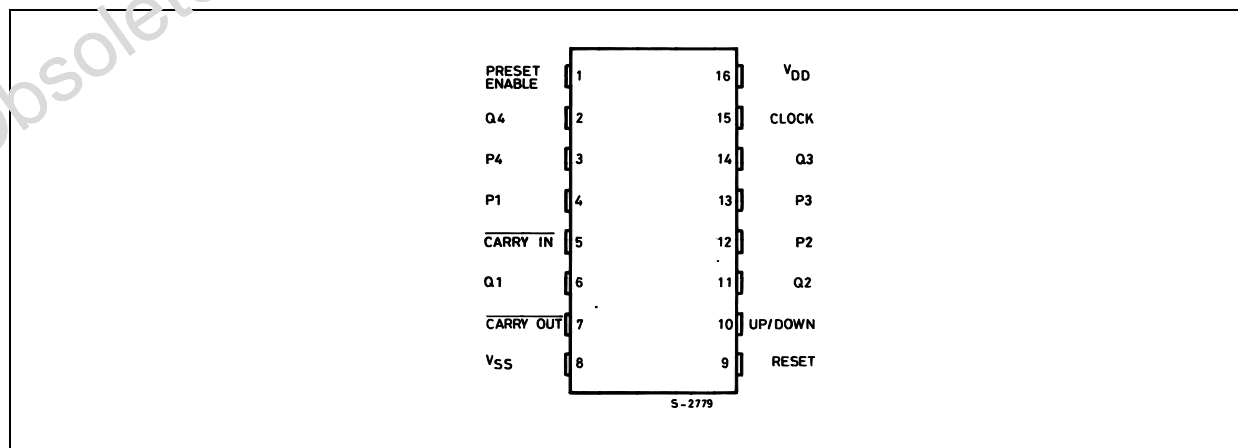 Obsolete
PRESET ENABLE 1
Q4 2
P4 3
P1 4
CARRY IN 5
Q1 6
CARRY OUT 7
VSS 8
16 VDD
15 CLOCK
14 Q3
13 P3
12 P2
11 Q2
10 UP/DOWN
9 RESET
S-2779